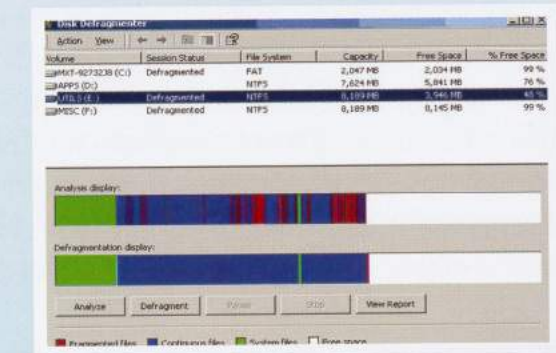 Disk Defragmenter
Action View
Volume Session Status File System Capacity Free Space % Free Space
MXT-9273238 (C:) Defragmented FAT 2,047 MB 2,034 MB 99 %
APPS (D:) NTFS 7,624 MB 5,841 MB 76 %
UTILS (E:) Defragmented NTFS 8,189 MB 3,946 MB 48 %
MISC (F:) Defragmented NTFS 8,189 MB 8,145 MB 99 %
Analysis display:
Defragmentation display:
Analyze Defragment Pause Stop View Report
Fragmented files Contiguous files System files Free space